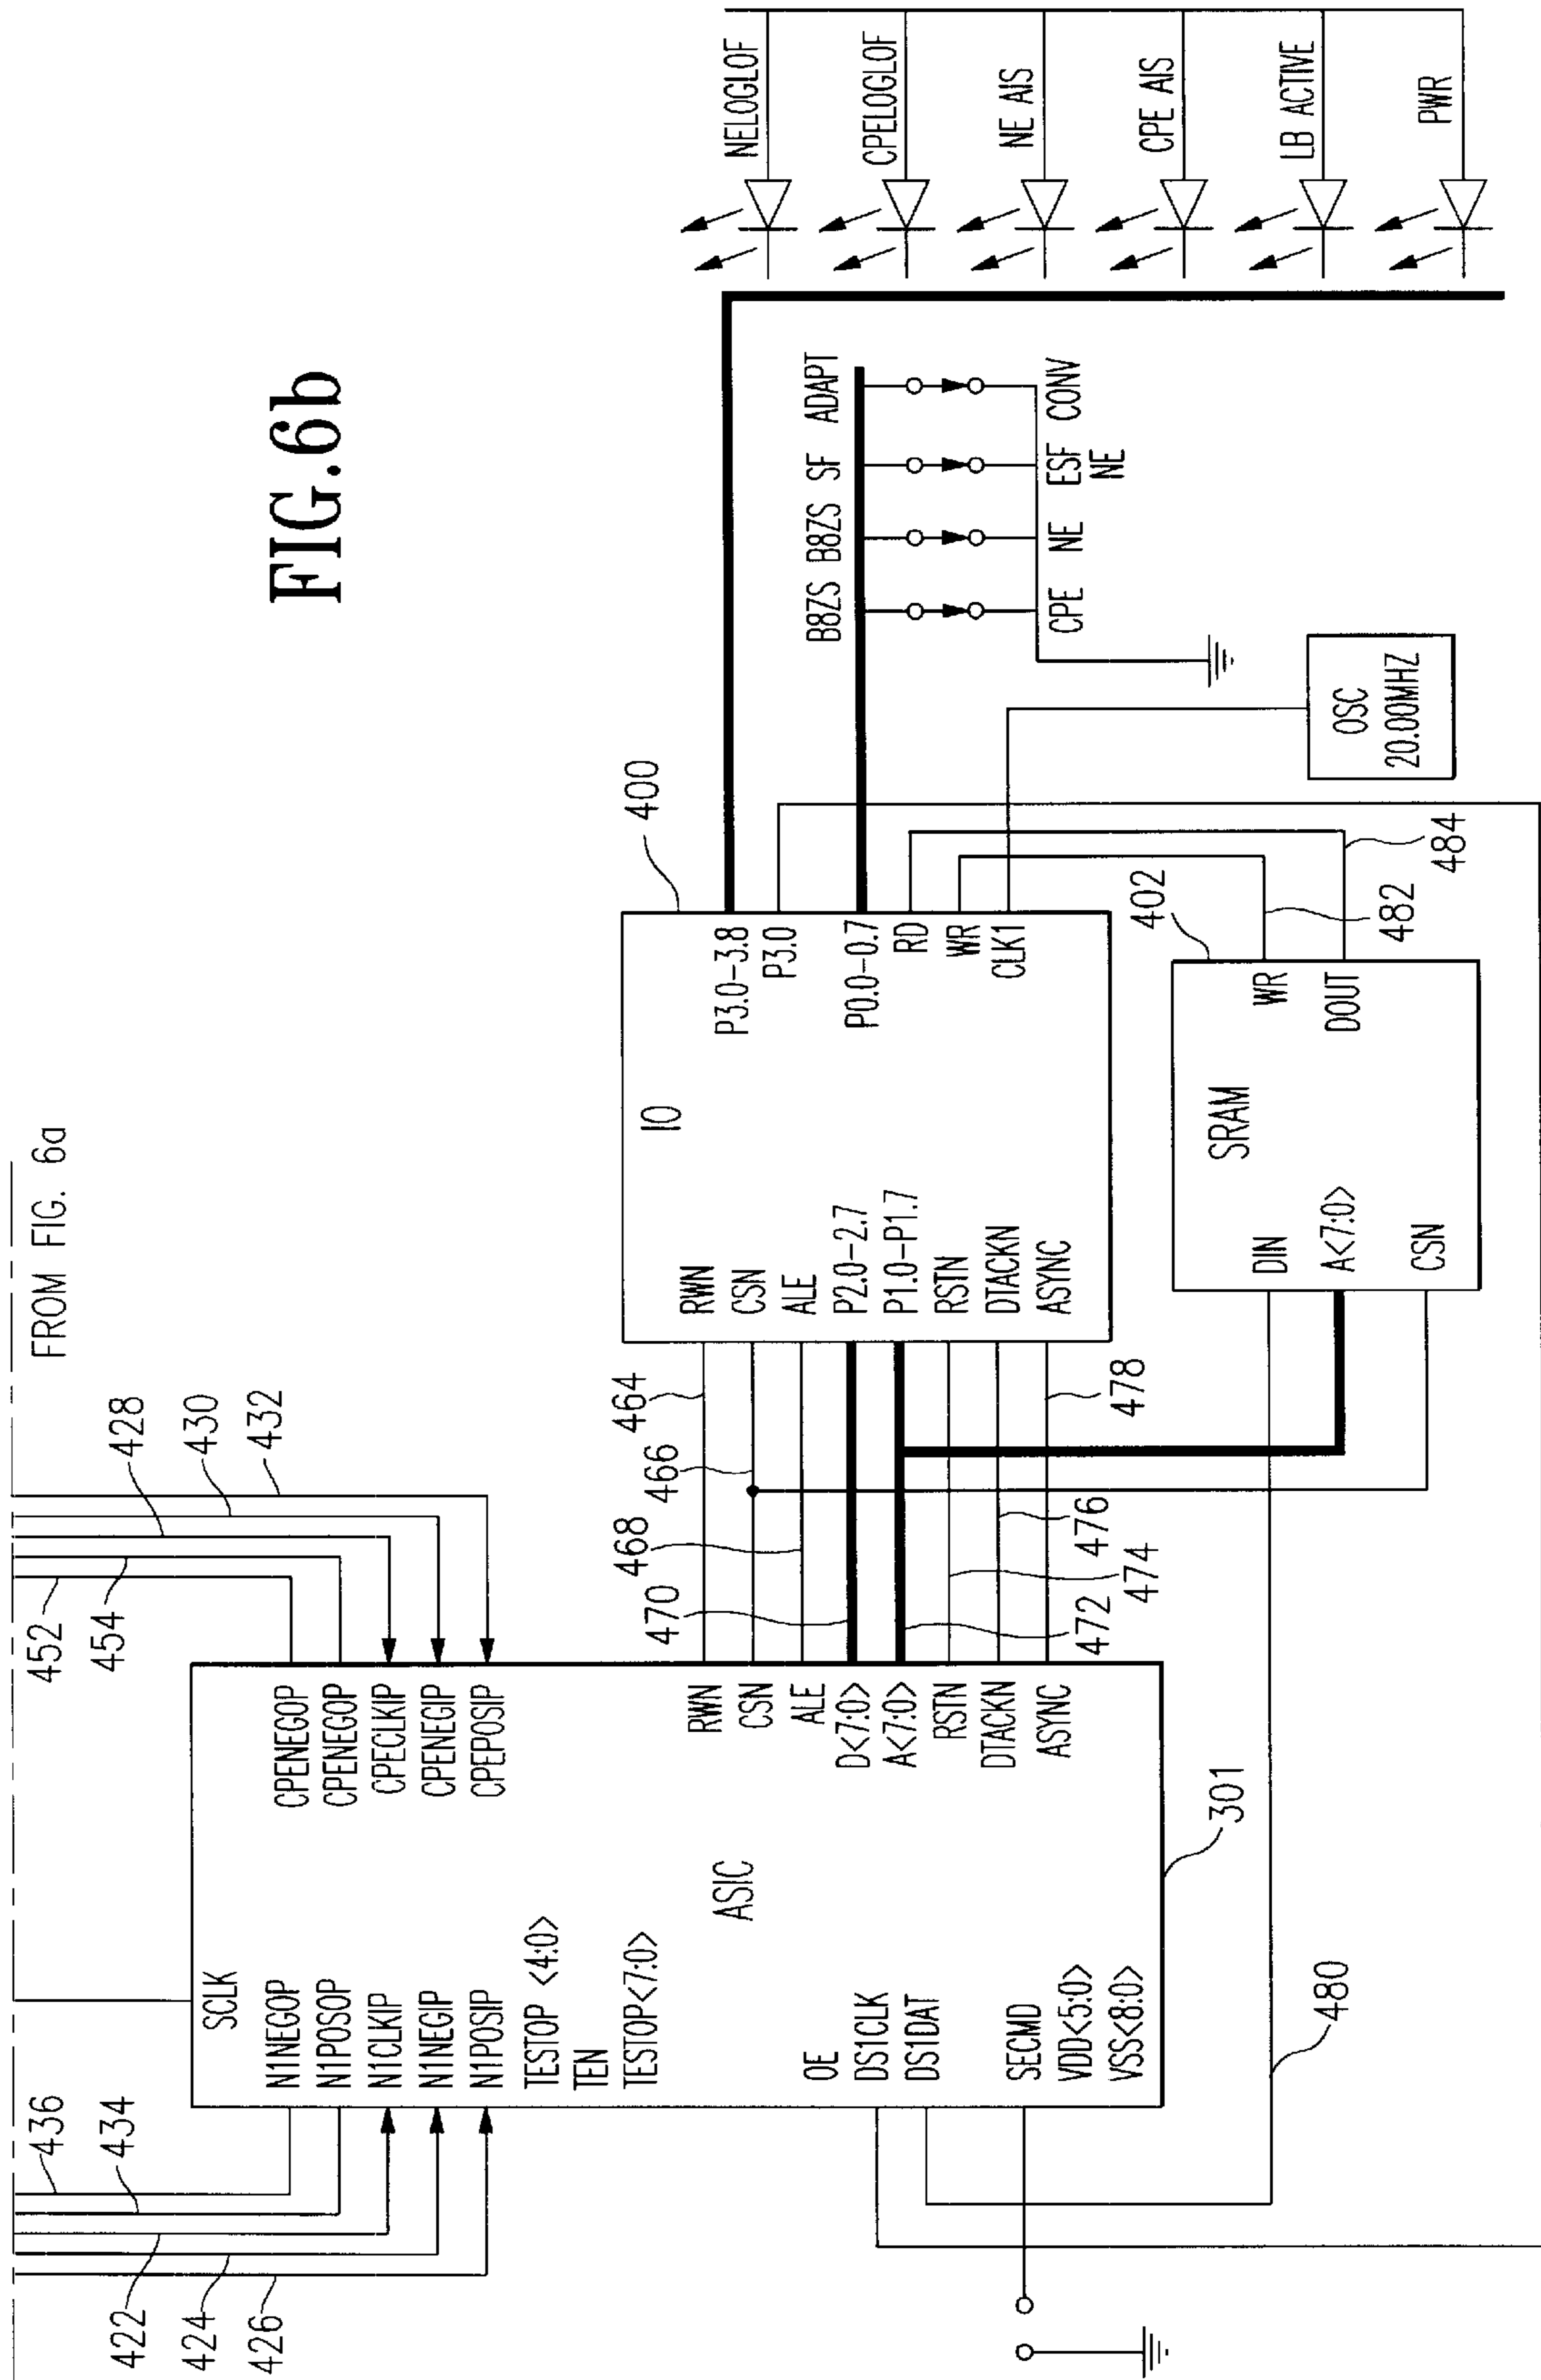 FIG.6b
FROM FIG. 6a
436
434
422
424
426
452
454
428
430
432
SCLK
N1NEGOP
N1POSOP
N1CLKIP
N1NEGIP
N1POSIP
TESTOP <4:0>
TEN
TESTOP<7:0>
OE
DS1CLK
DS1DAT
SECMD
VDD<5:0>
VSS<8:0>
ASIC
CPENEGOP
CPENEGOP
CPECLKIP
CPENEGIP
CPEPOSIP
RWN
CSN
ALE
D<7:0>
A<7:0>
RSTN
DTACKN
ASYNC
301
480
464
466
468
470
472
474
476
478
IO
400
RWN
CSN
ALE
P2.0-2.7
P1.0-P1.7
RSTN
DTACKN
ASYNC
P3.0-3.8
P3.0
P0.0-0.7
RD
WR
CLK1
SRAM
402
DIN
A<7:0>
CSN
WR
DOUT
482
484
OSC
20.00MHZ
B8ZS B8ZS SF ADAPT
CPE NE ESF CONV
NE
NELOGLOF
CPELOGLOF
NE AIS
CPE AIS
LB ACTIVE
PWR